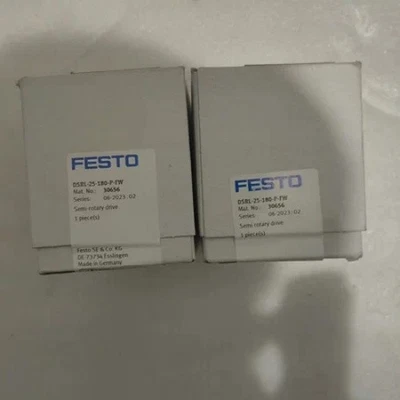 FESTO
DSRL-25-180-P-FW
Mat. No.: 30656
Series: 06-2023:02
Semi rotary drive
1 piece(s)
Festo SE & Co. KG
DE-73734 Esslingen
Made in Germany
FESTO
DSRL-25-180-P-FW
Mat. No.: 30656
Series: 06-2023:02
Semi rotary drive
1 piece(s)